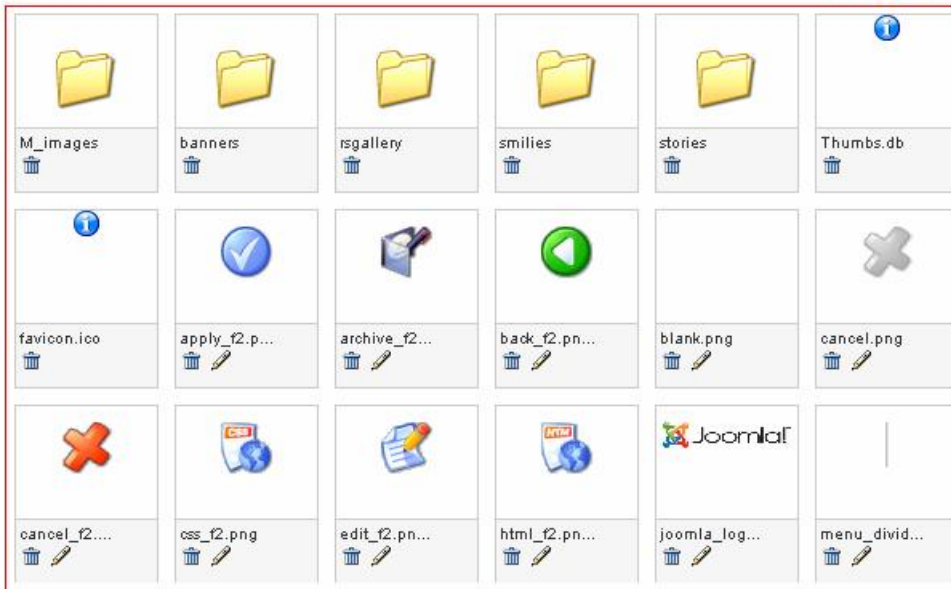 M_images banners rsgallery smilies stories Thumbs.db
favicon.ico apply_f2.p... archive_f2... back_f2.pn... blank.png cancel.png
CSS HTM Joomla!
cancel_f2.... css_f2.png edit_f2.pn... html_f2.pn... joomla_log... menu_divid...